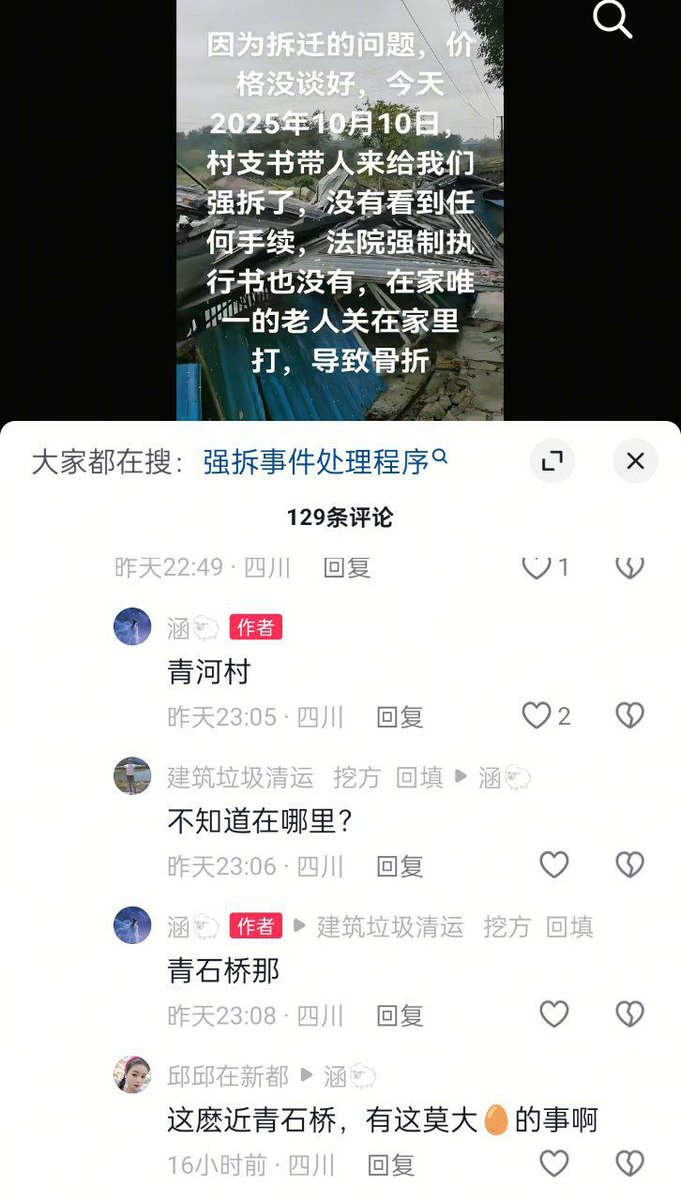 因为拆迁的问题，价
格没谈好，今天
2025年10月10日，
村支书带人来给我们
强拆了，没有看到任
何手续，法院强制执
行书也没有，在家唯
一的老人关在家里
打，导致骨折
大家都在搜：强拆事件处理程序
129条评论
昨天22:49 · 四川 回复 1
涵 作者
青河村
昨天23:05 · 四川 回复 2
建筑垃圾清运 挖方 回填 ▶ 涵
不知道在哪里？
昨天23:06 · 四川 回复
涵 作者 ▶ 建筑垃圾清运 挖方 回填
青石桥那
昨天23:08 · 四川 回复
邱邱在新都 ▶ 涵
这麽近青石桥，有这莫大🥚的事啊
16小时前 · 四川 回复